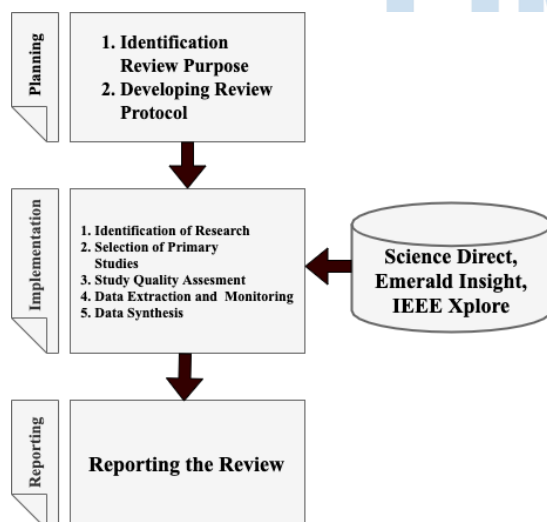 Planning
1. Identification
Review Purpose
2. Developing Review
Protocol
Implementation
1. Identification of Research
2. Selection of Primary
Studies
3. Study Quality Assesment
4. Data Extraction and Monitoring
5. Data Synthesis
Science Direct,
Emerald Insight,
IEEE Xplore
Reporting
Reporting the Review